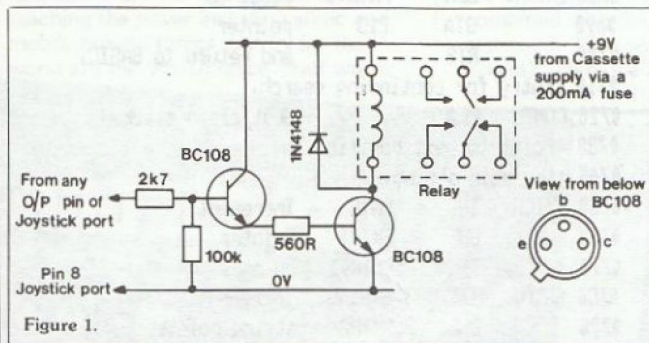 +9V
from Cassette
supply via a
200mA fuse
1N4148
Relay
BC108
From any
O/P pin of
Joystick port
2k7
100k
560R
BC108
View from below
BC108
b
e
c
Pin 8
Joystick port
0V
Figure 1.